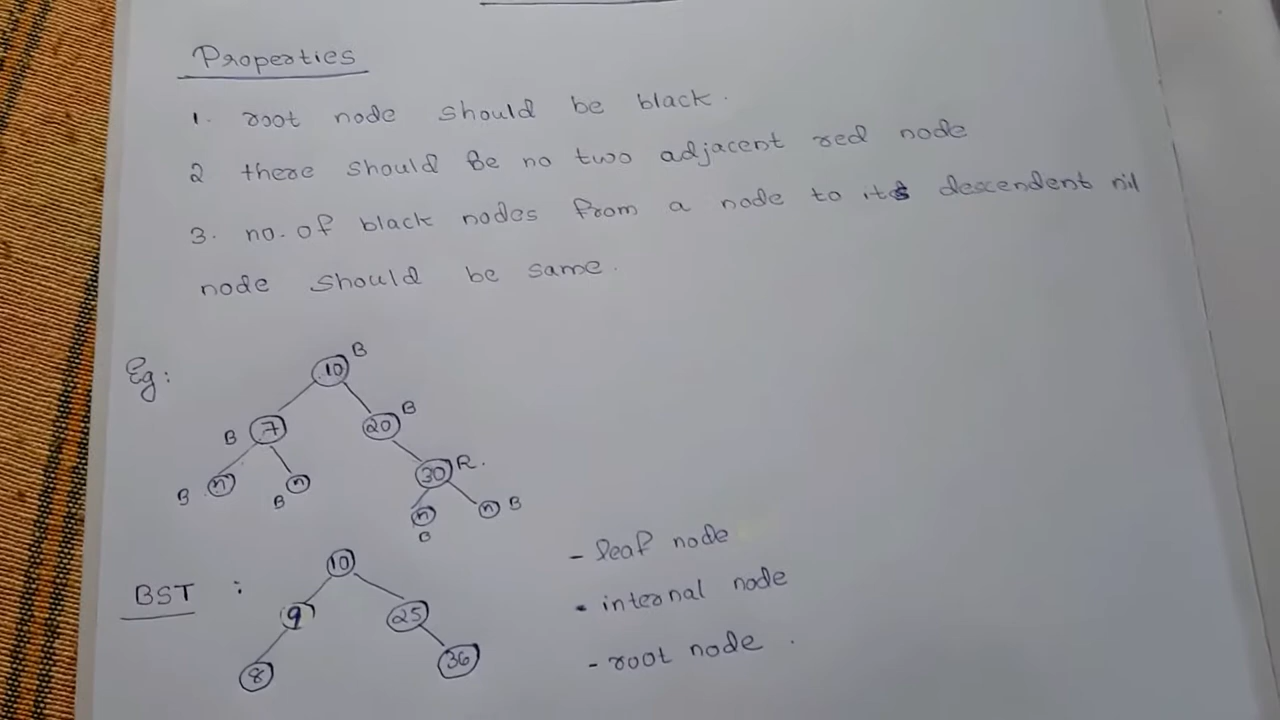 Properties
1. root node should be black.
2 there should be no two adjacent red node
3. no. of black nodes from a node to its descendent nil
node should be same.
Eg:
10 B
B 7
20 B
B n
B n
30 R.
n B
n B
BST :
10
9
25
8
36
- leaf node
- internal node
- root node.